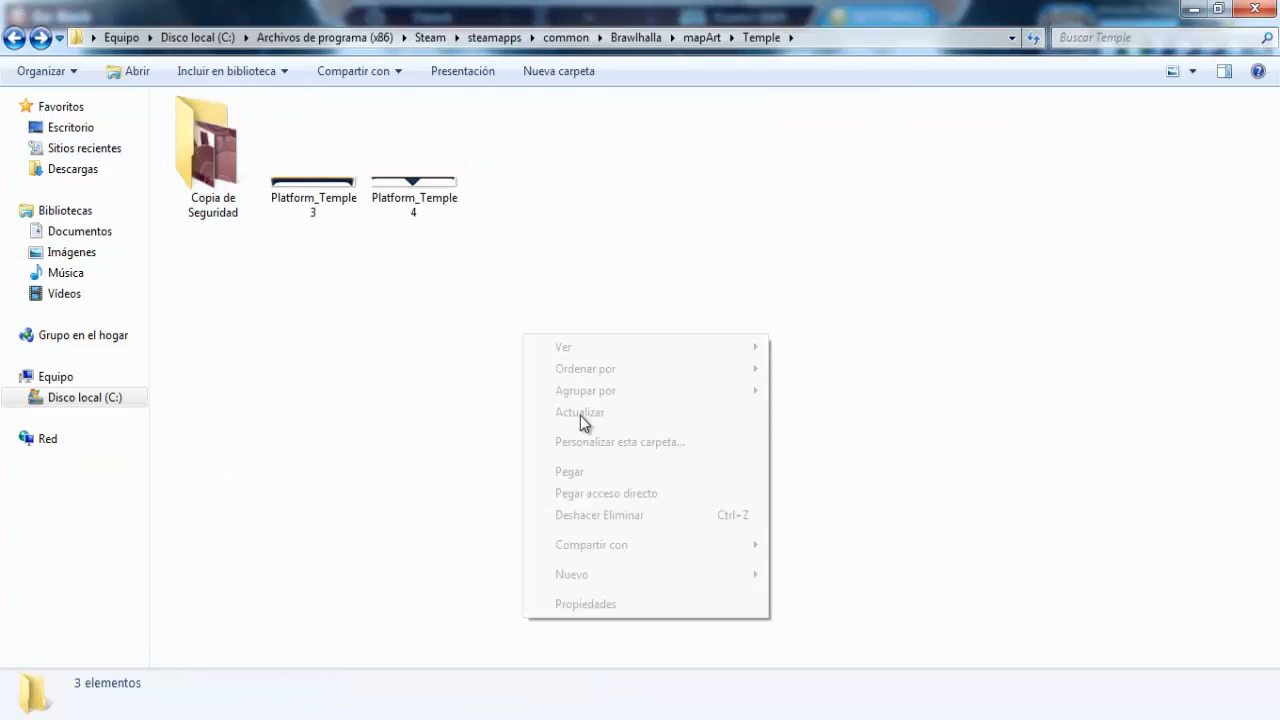 Equipo Disco local (C:) Archivos de programa (x86) Steam steamapps common Brawlhalla mapArt Temple
Buscar Temple
Organizar Abrir Incluir en biblioteca Compartir con Presentación Nueva carpeta
Favoritos
Escritorio
Sitios recientes
Descargas
Bibliotecas
Documentos
Imágenes
Música
Vídeos
Grupo en el hogar
Equipo
Disco local (C:)
Red
Copia de
Seguridad
Platform_Temple
3
Platform_Temple
4
Ver
Ordenar por
Agrupar por
Actualizar
Personalizar esta carpeta...
Pegar
Pegar acceso directo
Deshacer Eliminar Ctrl+Z
Compartir con
Nuevo
Propiedades
3 elementos